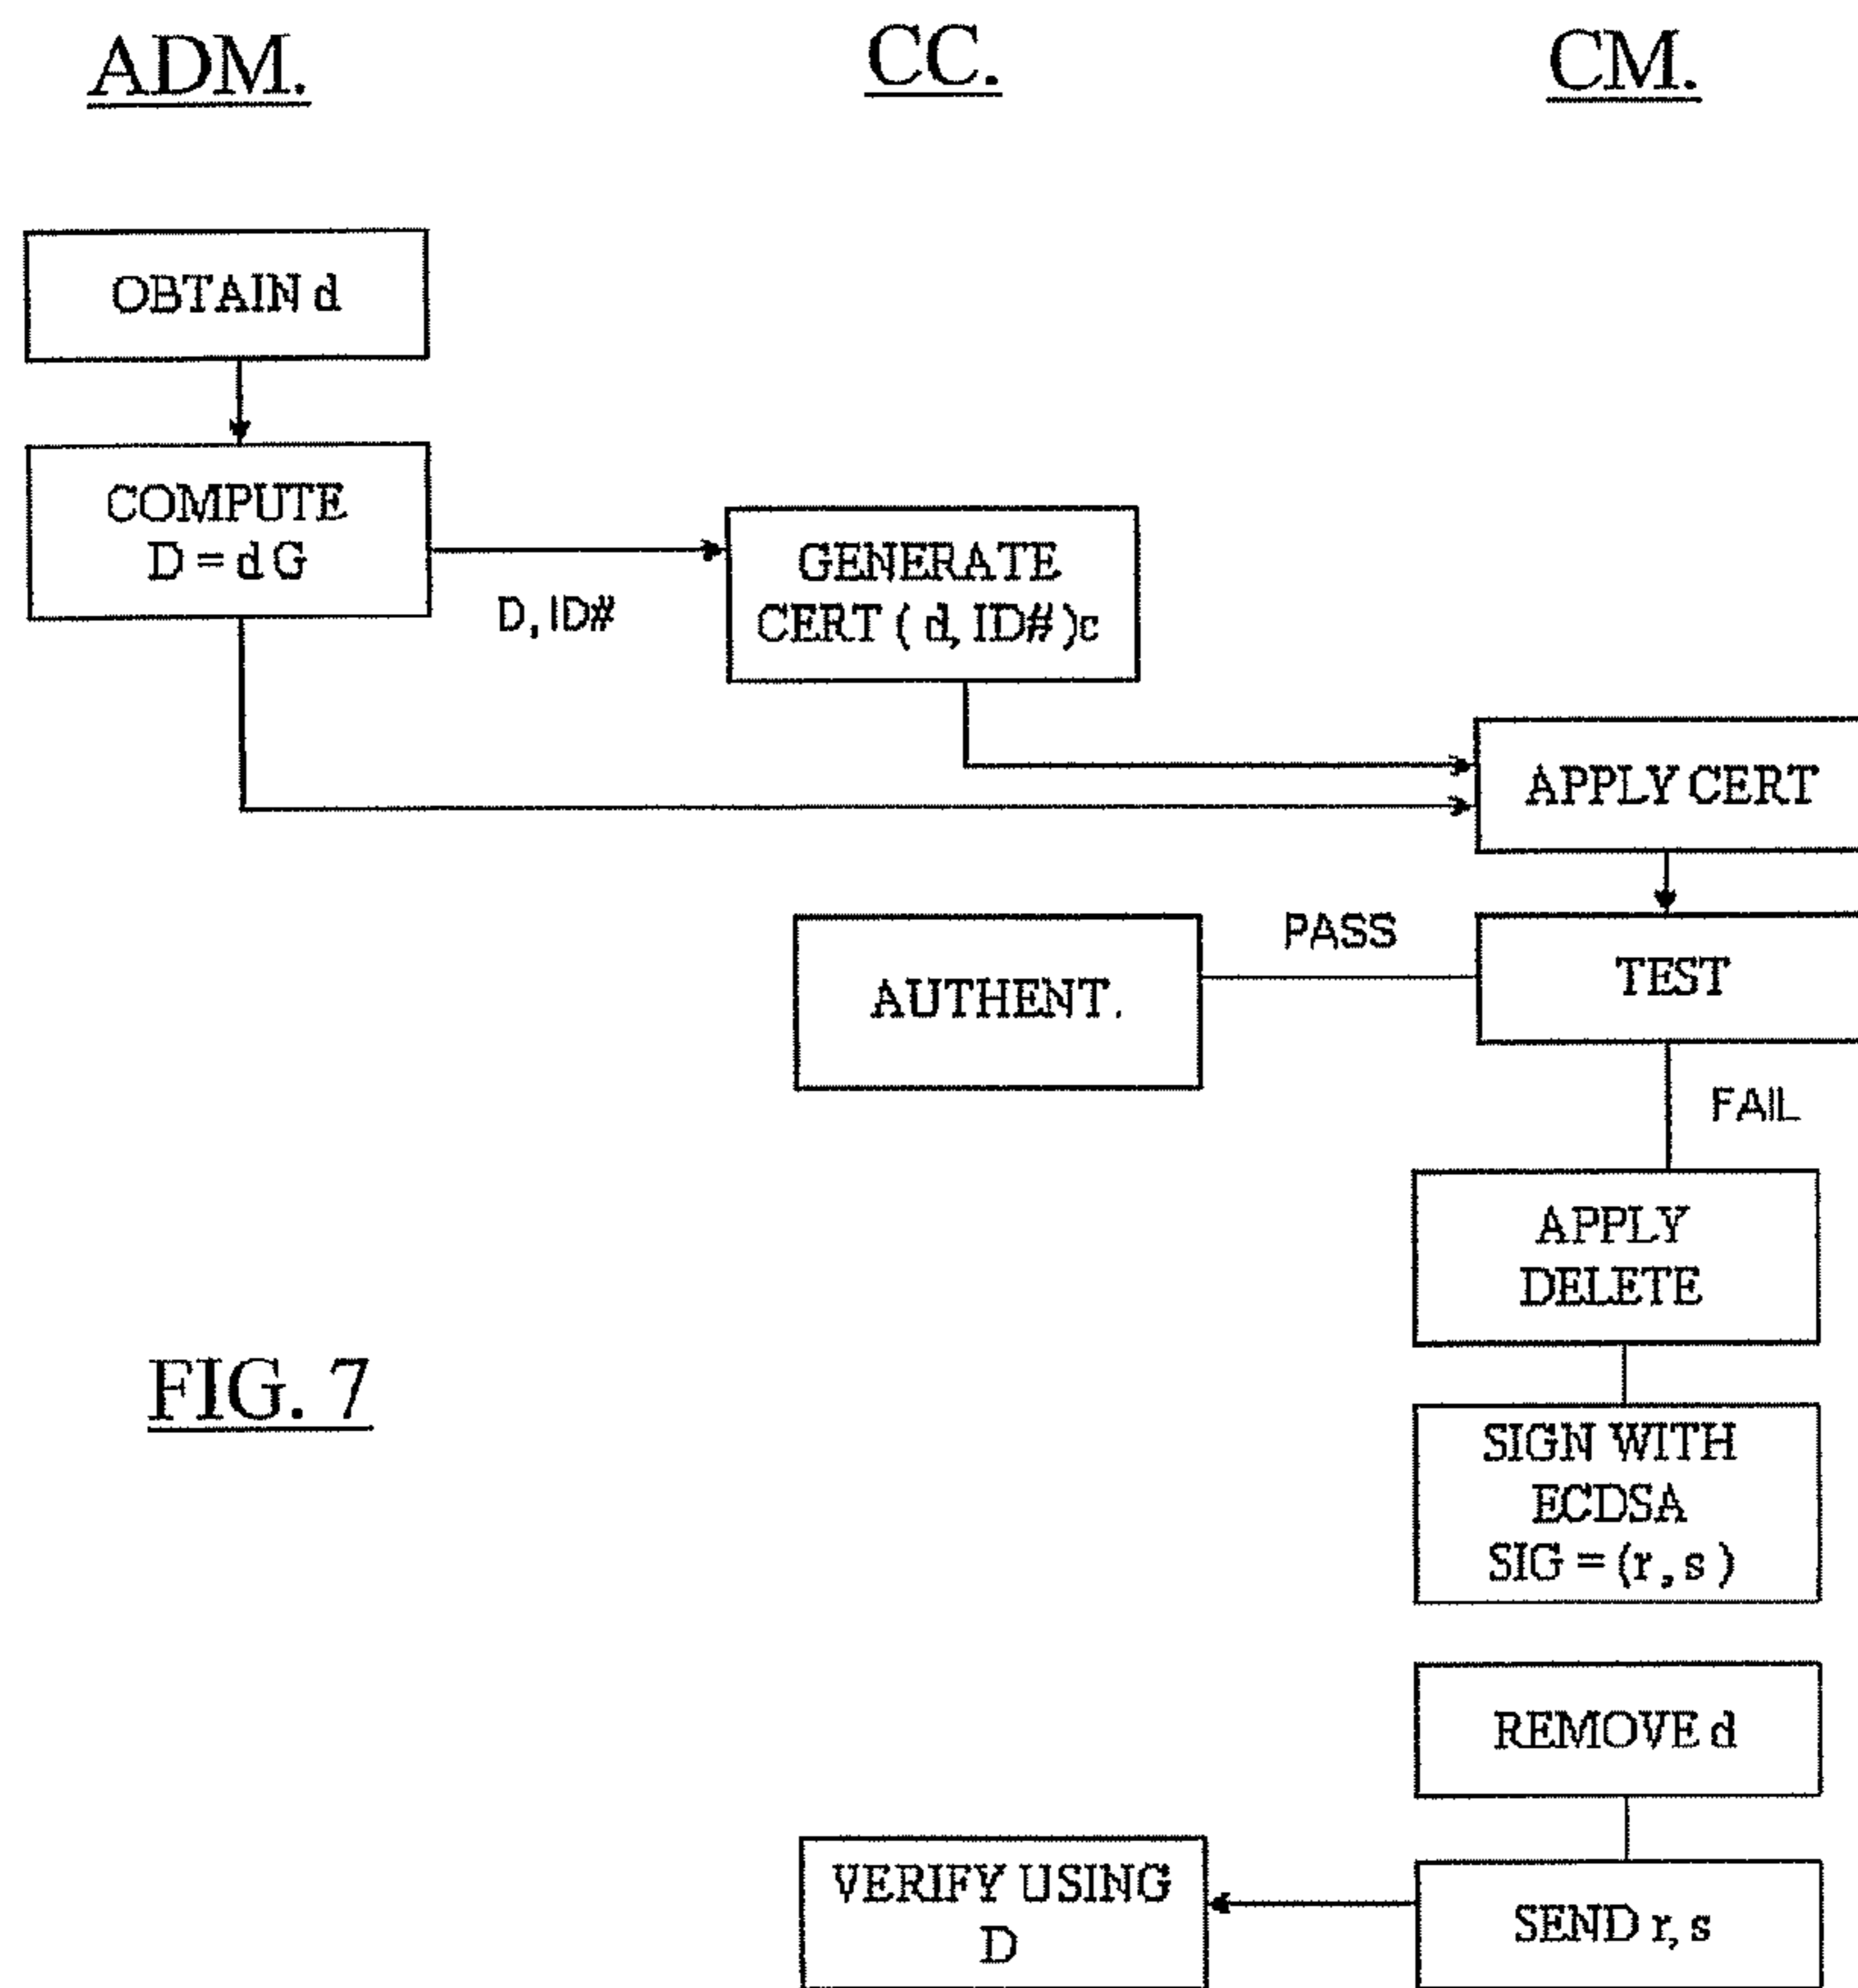 ADM.
CC.
CM.
OBTAIN d
COMPUTE
D = d G
D, ID#
GENERATE
CERT ( d, ID# )c
APPLY CERT
PASS
AUTHENT.
TEST
FAIL
APPLY
DELETE
FIG. 7
SIGN WITH
ECDSA
SIG = (r , s )
REMOVE d
VERIFY USING
D
SEND r, s